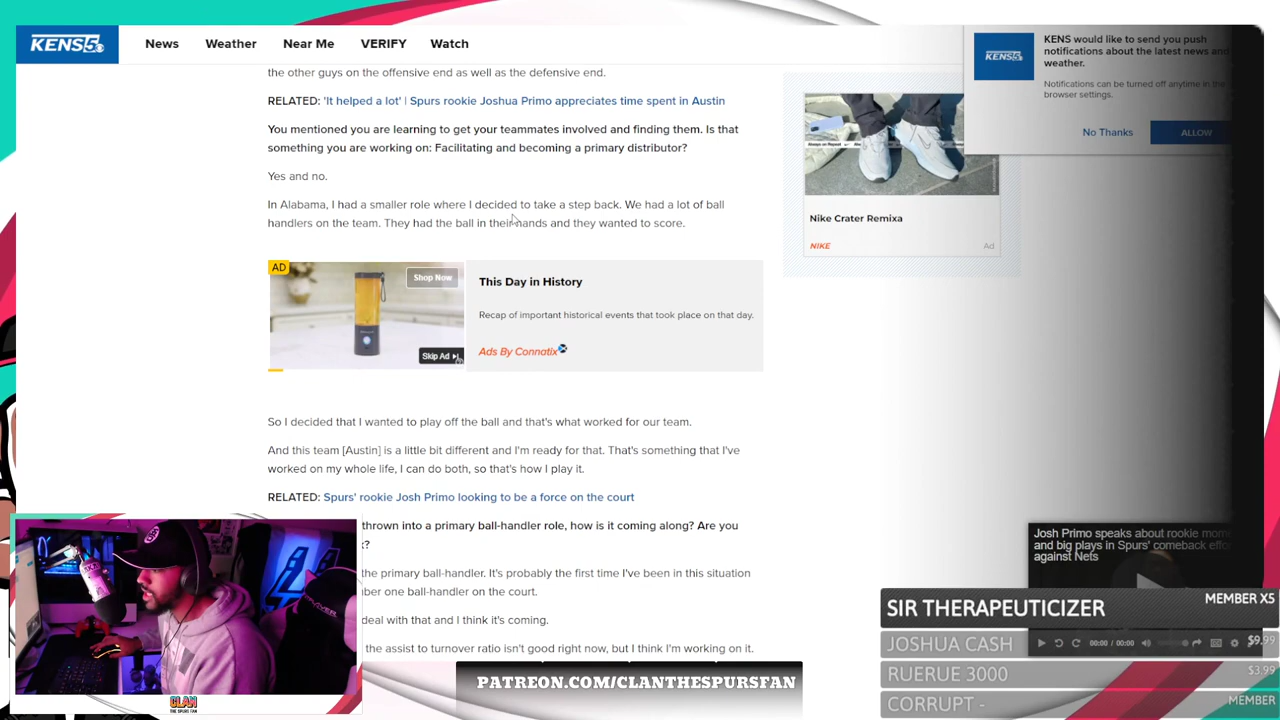 KENS 5
News
Weather
Near Me
VERIFY
Watch
the other guys on the offensive end as well as the defensive end.
RELATED: 'It helped a lot' | Spurs rookie Joshua Primo appreciates time spent in Austin
You mentioned you are learning to get your teammates involved and finding them. Is that
something you are working on: Facilitating and becoming a primary distributor?
Yes and no.
In Alabama, I had a smaller role where I decided to take a step back. We had a lot of ball
handlers on the team. They had the ball in their hands and they wanted to score.
AD
Shop Now
Skip Ad
This Day in History
Recap of important historical events that took place on that day.
Ads By Connatix
So I decided that I wanted to play off the ball and that's what worked for our team.
And this team [Austin] is a little bit different and I'm ready for that. That's something that I've
worked on my whole life, I can do both, so that's how I play it.
RELATED: Spurs' rookie Josh Primo looking to be a force on the court
thrown into a primary ball-handler role, how is it coming along? Are you
the primary ball-handler. It's probably the first time I've been in this situation
ber one ball-handler on the court.
deal with that and I think it's coming.
the assist to turnover ratio isn't good right now, but I think I'm working on it.
KENS would like to send you push
notifications about the latest news and
weather.
Notifications can be turned off anytime in the
browser settings.
No Thanks
ALLOW
Nike Crater Remixa
NIKE
Ad
Josh Primo speaks about rookie mom
and big plays in Spurs' comeback effo
against Nets
00:00 / 00:00
SIR THERAPEUTICIZER
MEMBER X5
JOSHUA CASH
$9.99
RUERUE 3000
$3.99
CORRUPT -
MEMBER
PATREON.COM/CLANTHESPURSFAN
CLAN
THE SPURS FAN